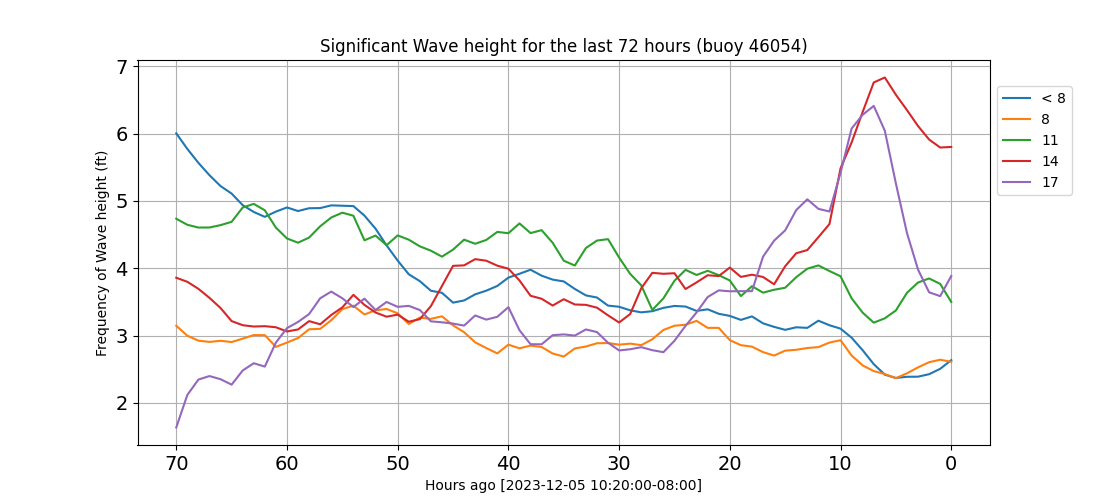 Significant Wave height for the last 72 hours (buoy 46054)
Frequency of Wave height (ft)
7
6
5
4
3
2
70 60 50 40 30 20 10 0
Hours ago [2023-12-05 10:20:00-08:00]
< 8
8
11
14
17